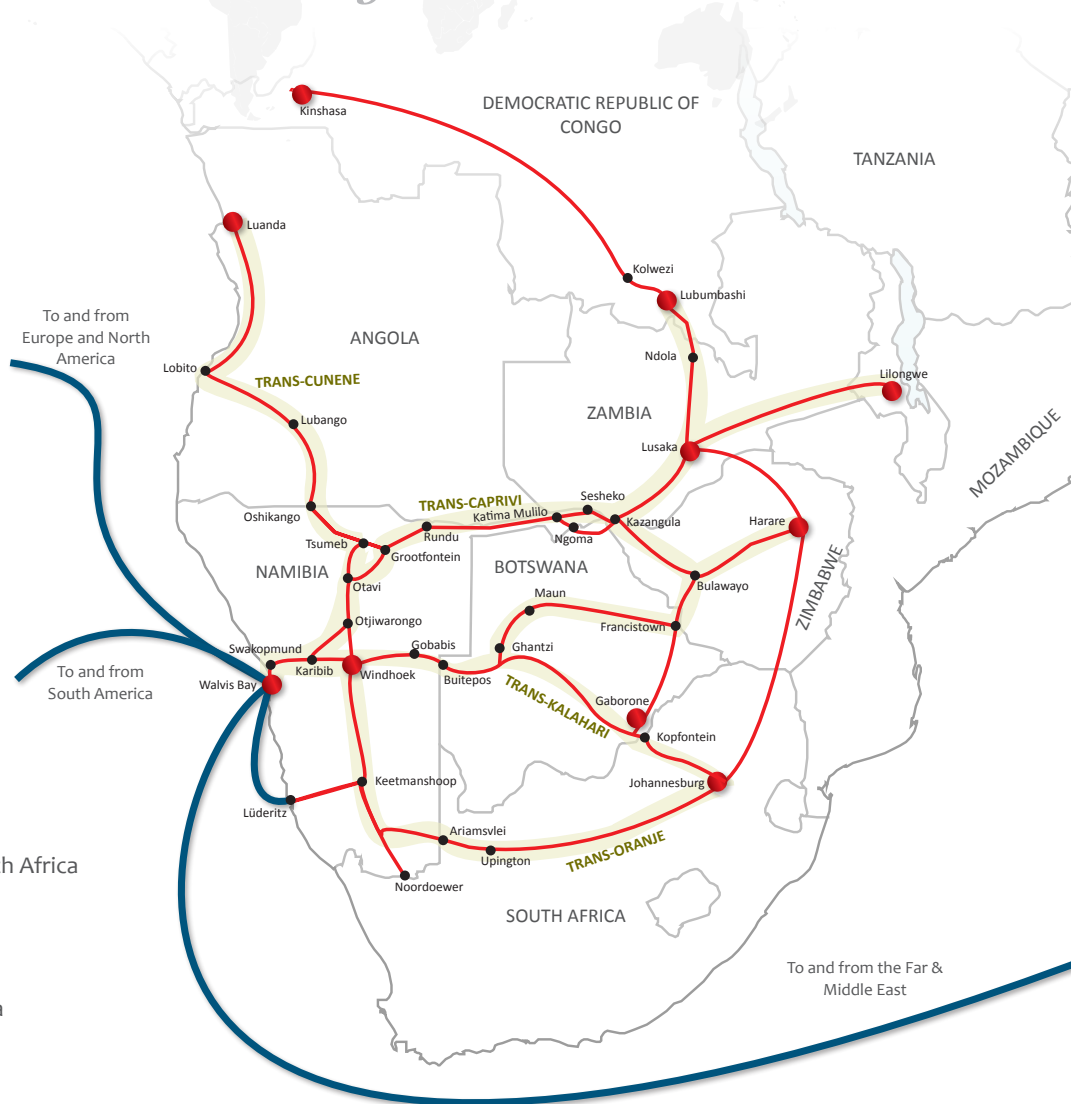 Kinshasa
DEMOCRATIC REPUBLIC OF
CONGO
TANZANIA
Luanda
Kolwezi
Lubumbashi
To and from
Europe and North
America
ANGOLA
Ndola
Lobito
TRANS-CUNENE
Lilongwe
Lubango
ZAMBIA
Lusaka
MOZAMBIQUE
TRANS-CAPRIVI
Sesheko
Katima Mulilo
Oshikango
Kazangula
Harare
Rundu
Ngoma
Tsumeb
Grootfontein
NAMIBIA
BOTSWANA
Otavi
Bulawayo
ZIMBABWE
Maun
Otjiwarongo
Francistown
Swakopmund
Gobabis
Ghantzi
To and from
South America
Karibib
Windhoek
Buitepos
Walvis Bay
TRANS-KALAHARI
Gaborone
Kopfontein
Keetmanshoop
Johannesburg
Lüderitz
Ariamsvlei
TRANS-ORANJE
Upington
h Africa
Noordoewer
SOUTH AFRICA
To and from the Far &
Middle East
a